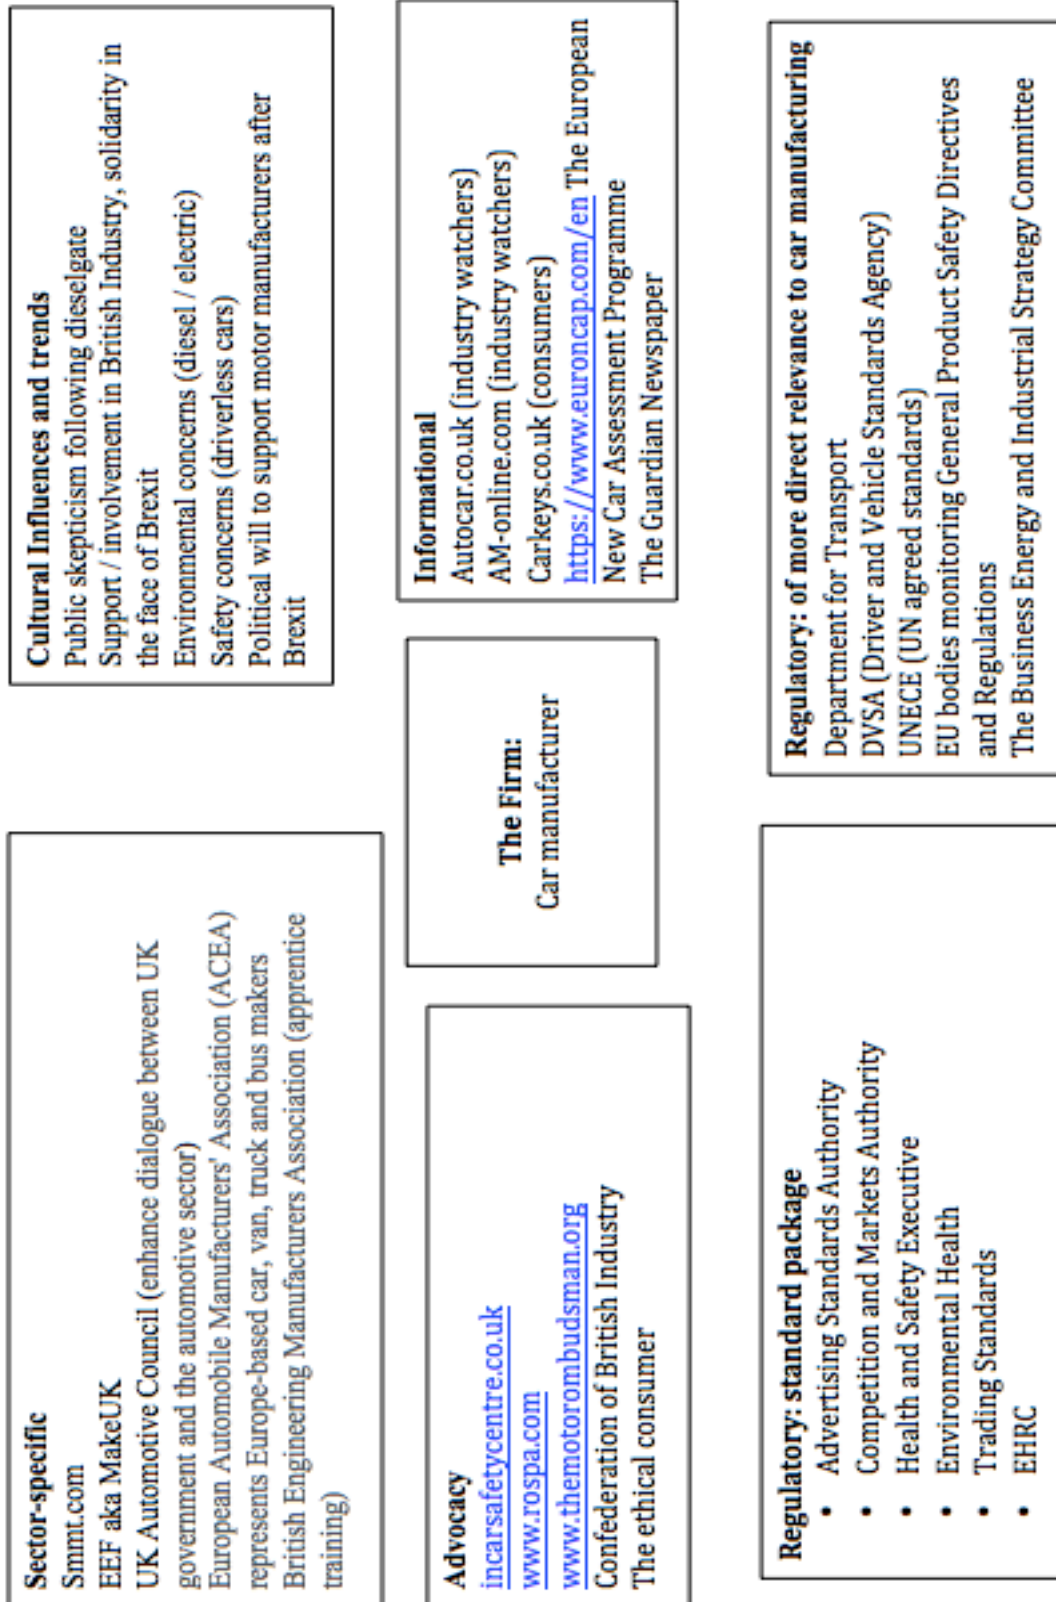 Sector-specific
Smmt.com
EEF aka MakeUK
UK Automotive Council (enhance dialogue between UK
government and the automotive sector)
European Automobile Manufacturers' Association (ACEA)
represents Europe-based car, van, truck and bus makers
British Engineering Manufacturers Association (apprentice
training)
Cultural Influences and trends
Public skepticism following dieselgate
Support / involvement in British Industry, solidarity in
the face of Brexit
Environmental concerns (diesel / electric)
Safety concerns (driverless cars)
Political will to support motor manufacturers after
Brexit
Advocacy
incarsafetycentre.co.uk
www.rospa.com
www.themotorombudsman.org
Confederation of British Industry
The ethical consumer
The Firm:
Car manufacturer
Informational
Autocar.co.uk (industry watchers)
AM-online.com (industry watchers)
Carkeys.co.uk (consumers)
https://www.euroncap.com/en The European
New Car Assessment Programme
The Guardian Newspaper
Regulatory: standard package
• Advertising Standards Authority
• Competition and Markets Authority
• Health and Safety Executive
• Environmental Health
• Trading Standards
• EHRC
Regulatory: of more direct relevance to car manufacturing
Department for Transport
DVSA (Driver and Vehicle Standards Agency)
UNECE (UN agreed standards)
EU bodies monitoring General Product Safety Directives
and Regulations
The Business Energy and Industrial Strategy Committee